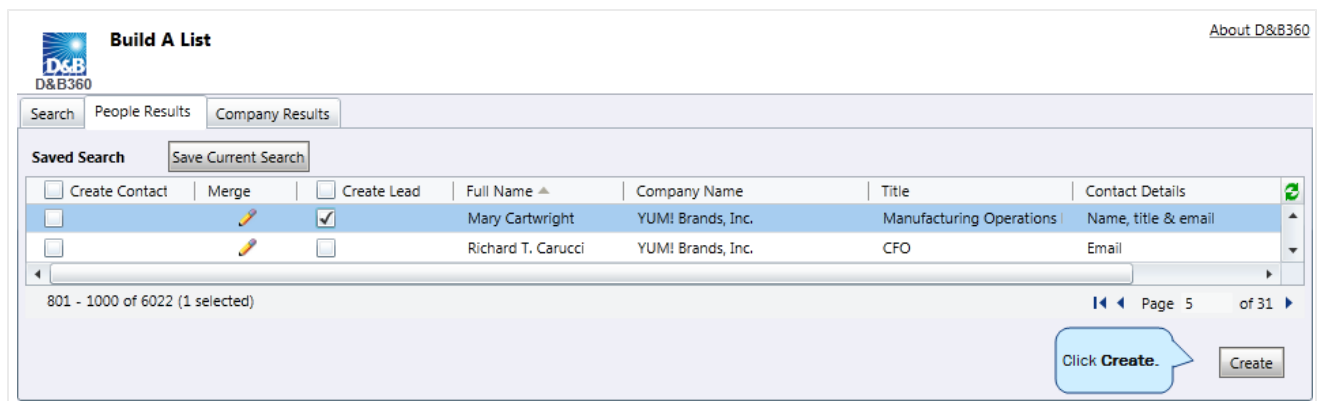 Build A List
About D&B360
D&B
D&B360
Search People Results Company Results
Saved Search Save Current Search
Create Contact Merge Create Lead Full Name Company Name Title Contact Details
Mary Cartwright YUM! Brands, Inc. Manufacturing Operations Name, title & email
Richard T. Carucci YUM! Brands, Inc. CFO Email
801 - 1000 of 6022 (1 selected) Page 5 of 31
Click Create. Create